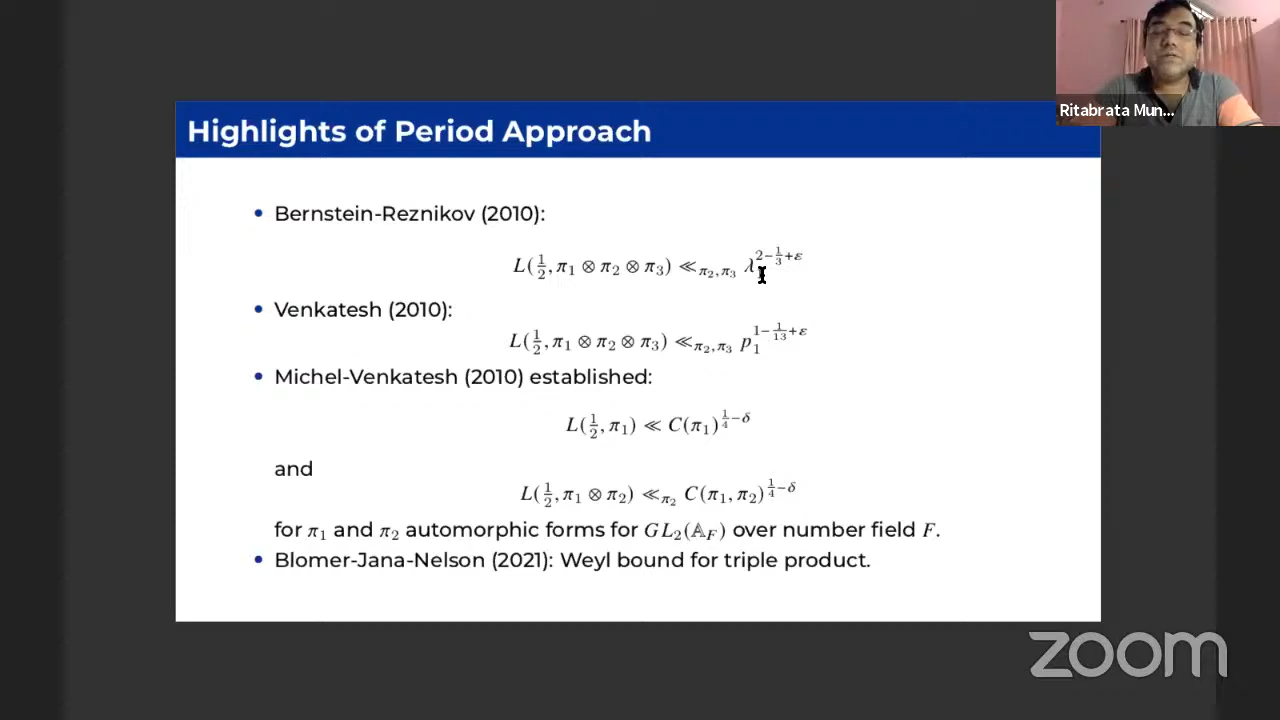 Ritabrata Mun...
Highlights of Period Approach
• Bernstein-Reznikov (2010):
L(1/2, π₁ ⊗ π₂ ⊗ π₃) ≪_{π₂,π₃} λ^{2−1/3+ε}
• Venkatesh (2010):
L(1/2, π₁ ⊗ π₂ ⊗ π₃) ≪_{π₂,π₃} p₁^{1−1/13+ε}
• Michel-Venkatesh (2010) established:
L(1/2, π₁) ≪ C(π₁)^{1/4−δ}
and
L(1/2, π₁ ⊗ π₂) ≪_{π₂} C(π₁, π₂)^{1/4−δ}
for π₁ and π₂ automorphic forms for GL₂(𝔸_F) over number field F.
• Blomer-Jana-Nelson (2021): Weyl bound for triple product.
zoom